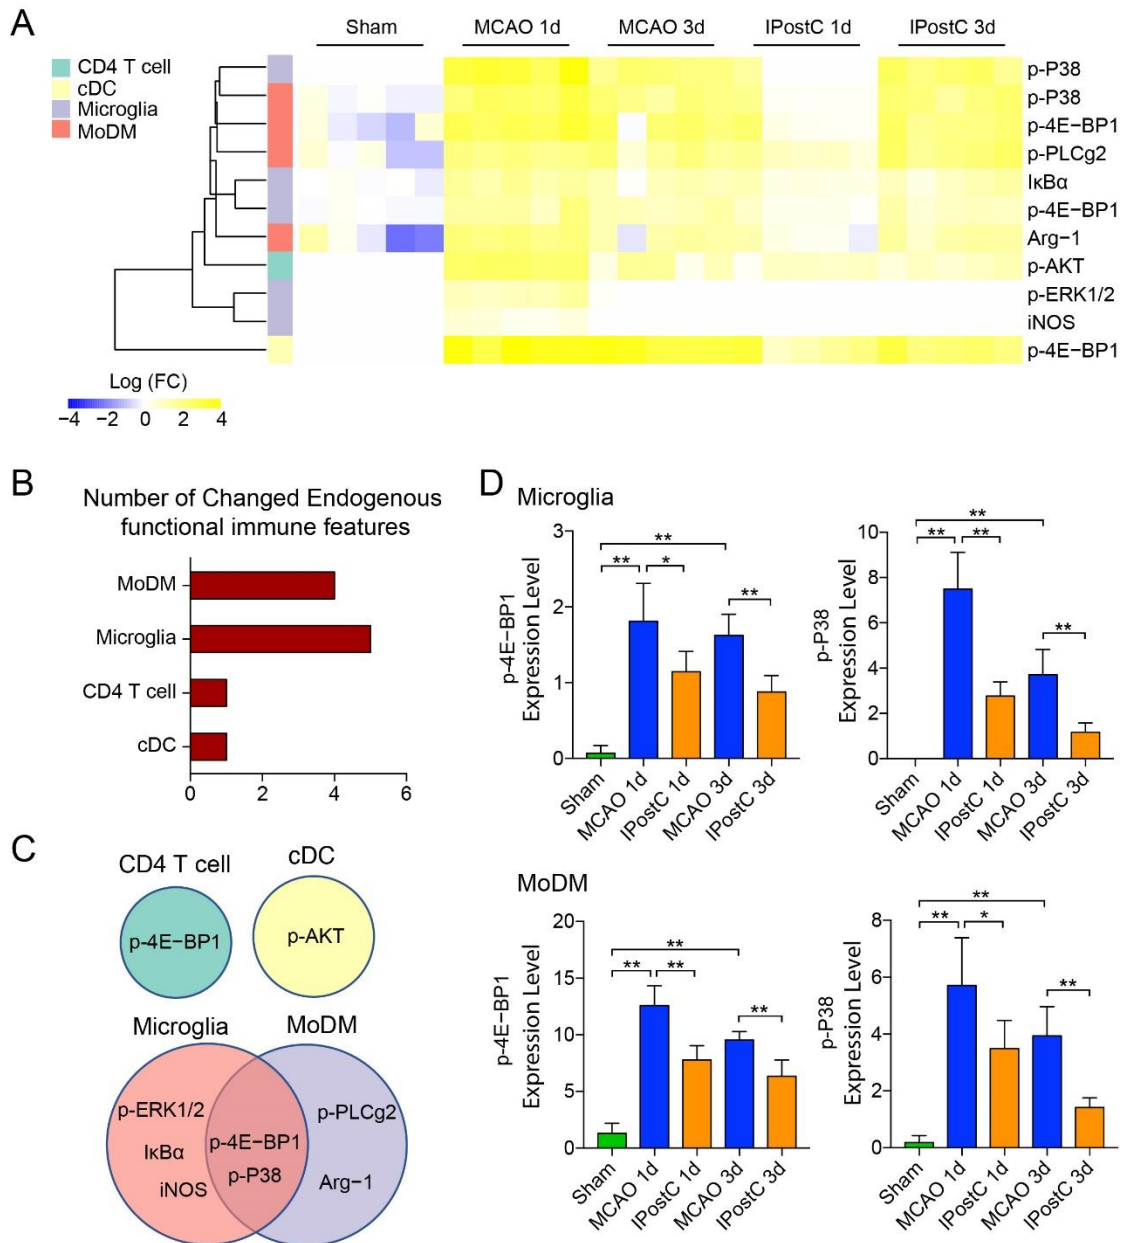 A
Sham
MCAO 1d
MCAO 3d
IPostC 1d
IPostC 3d
CD4 T cell
cDC
Microglia
MoDM
p-P38
p-P38
p-4E−BP1
p-PLCg2
IκBα
p-4E−BP1
Arg−1
p-AKT
p-ERK1/2
iNOS
p-4E−BP1
Log (FC)
−4 −2 0 2 4
B
Number of Changed Endogenous
functional immune features
MoDM
Microglia
CD4 T cell
cDC
0 2 4 6
C
CD4 T cell
cDC
p-4E−BP1
p-AKT
Microglia
MoDM
p-ERK1/2
IκBα
iNOS
p-4E−BP1
p-P38
p-PLCg2
Arg−1
D
Microglia
p-4E−BP1
Expression Level
3
2
1
0
**
** *
**
Sham
MCAO 1d
IPostC 1d
MCAO 3d
IPostC 3d
p-P38
Expression Level
10
8
6
4
2
0
**
** **
**
Sham
MCAO 1d
IPostC 1d
MCAO 3d
IPostC 3d
MoDM
p-4E−BP1
Expression Level
20
15
10
5
0
**
** **
**
Sham
MCAO 1d
IPostC 1d
MCAO 3d
IPostC 3d
p-P38
Expression Level
8
6
4
2
0
**
** *
**
Sham
MCAO 1d
IPostC 1d
MCAO 3d
IPostC 3d